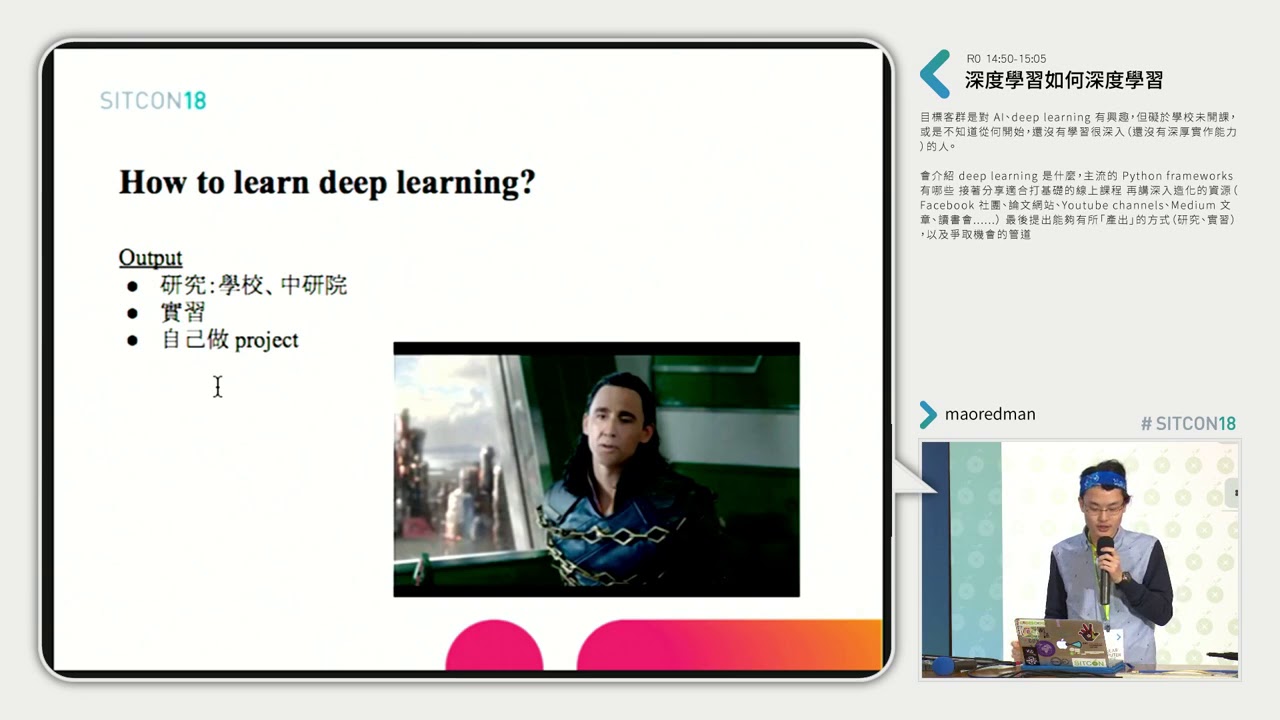 SITCON18
How to learn deep learning?
Output
● 研究：學校、中研院
● 實習
● 自己做 project
R0 14:50-15:05
深度學習如何深度學習
目標客群是對 AI、deep learning 有興趣，但礙於學校未開課，
或是不知道從何開始，還沒有學習很深入（還沒有深厚實作能力
）的人。
會介紹 deep learning 是什麼，主流的 Python frameworks
有哪些 接著分享適合打基礎的線上課程 再講深入造化的資源（
Facebook 社團、論文網站、Youtube channels、Medium 文
章、讀書會......） 最後提出能夠有所「產出」的方式（研究、實習）
，以及爭取機會的管道
maoredman
# SITCON18
SITCON